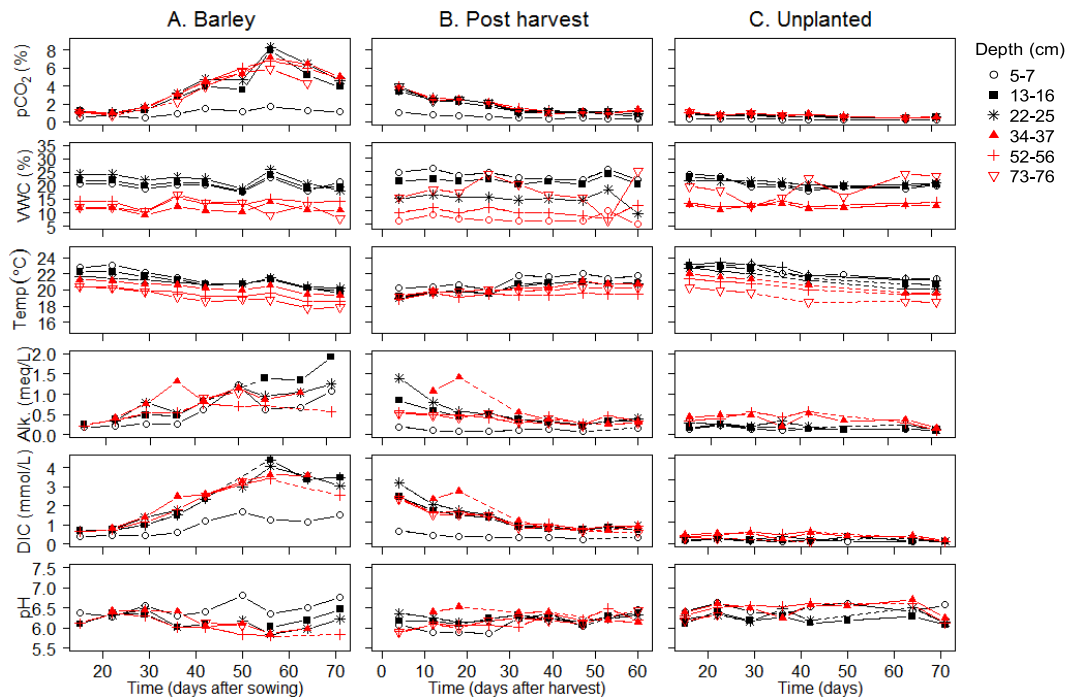 A. Barley
B. Post harvest
C. Unplanted
Depth (cm)
5-7
13-16
22-25
34-37
52-56
73-76
pCO₂ (%)
0 2 4 6 8
VWC (%)
5 10 15 20 25 30 35
Temp (°C)
16 18 20 22 24
Alk. (meq/L)
0.0 0.5 1.0 1.5 2.0
DIC (mmol/L)
0 1 2 3 4
pH
5.5 6.0 6.5 7.0 7.5
20 30 40 50 60 70
0 10 20 30 40 50 60
20 30 40 50 60 70
Time (days after sowing)
Time (days after harvest)
Time (days)